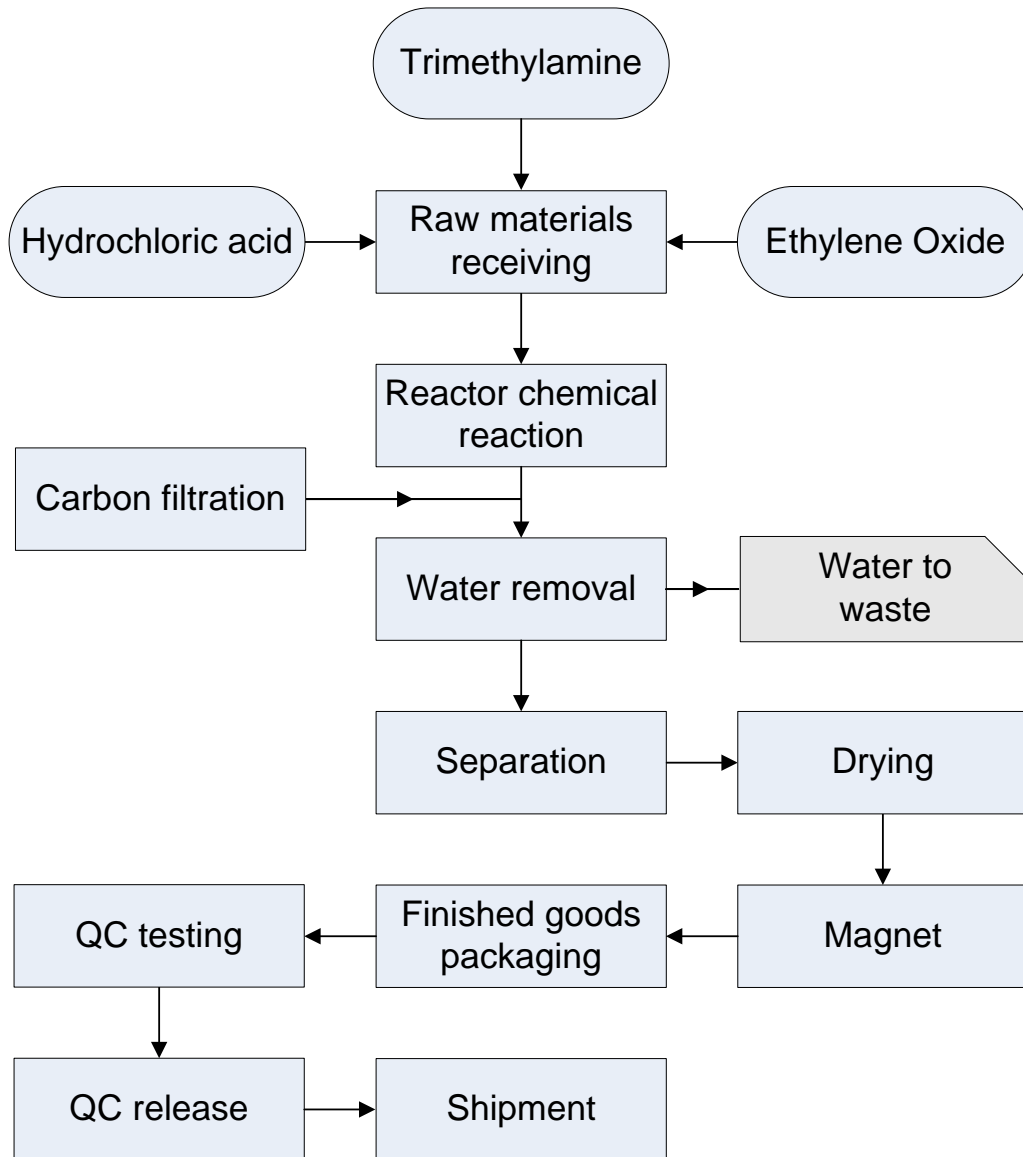 Trimethylamine
Hydrochloric acid
Raw materials
receiving
Ethylene Oxide
Reactor chemical
reaction
Carbon filtration
Water removal
Water to
waste
Separation
Drying
QC testing
Finished goods
packaging
Magnet
QC release
Shipment